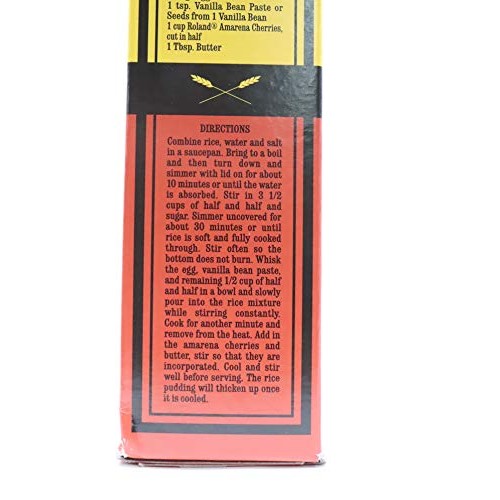 1 tsp. Vanilla Bean Paste or
Seeds from 1 Vanilla Bean
1 cup Roland® Amarena Cherries,
cut in half
1 Tbsp. Butter
DIRECTIONS
Combine rice, water and salt
in a saucepan. Bring to a boil
and then turn down and
simmer with lid on for about
10 minutes or until the water
is absorbed. Stir in 3 1/2
cups of half and half and
sugar. Simmer uncovered for
about 30 minutes or until
rice is soft and fully cooked
through. Stir often so the
bottom does not burn. Whisk
the egg, vanilla bean paste,
and remaining 1/2 cup of half
and half in a bowl and slowly
pour into the rice mixture
while stirring constantly.
Cook for another minute and
remove from the heat. Add in
the amarena cherries and
butter, stir so that they are
incorporated. Cool and stir
well before serving. The rice
pudding will thicken up once
it is cooled.